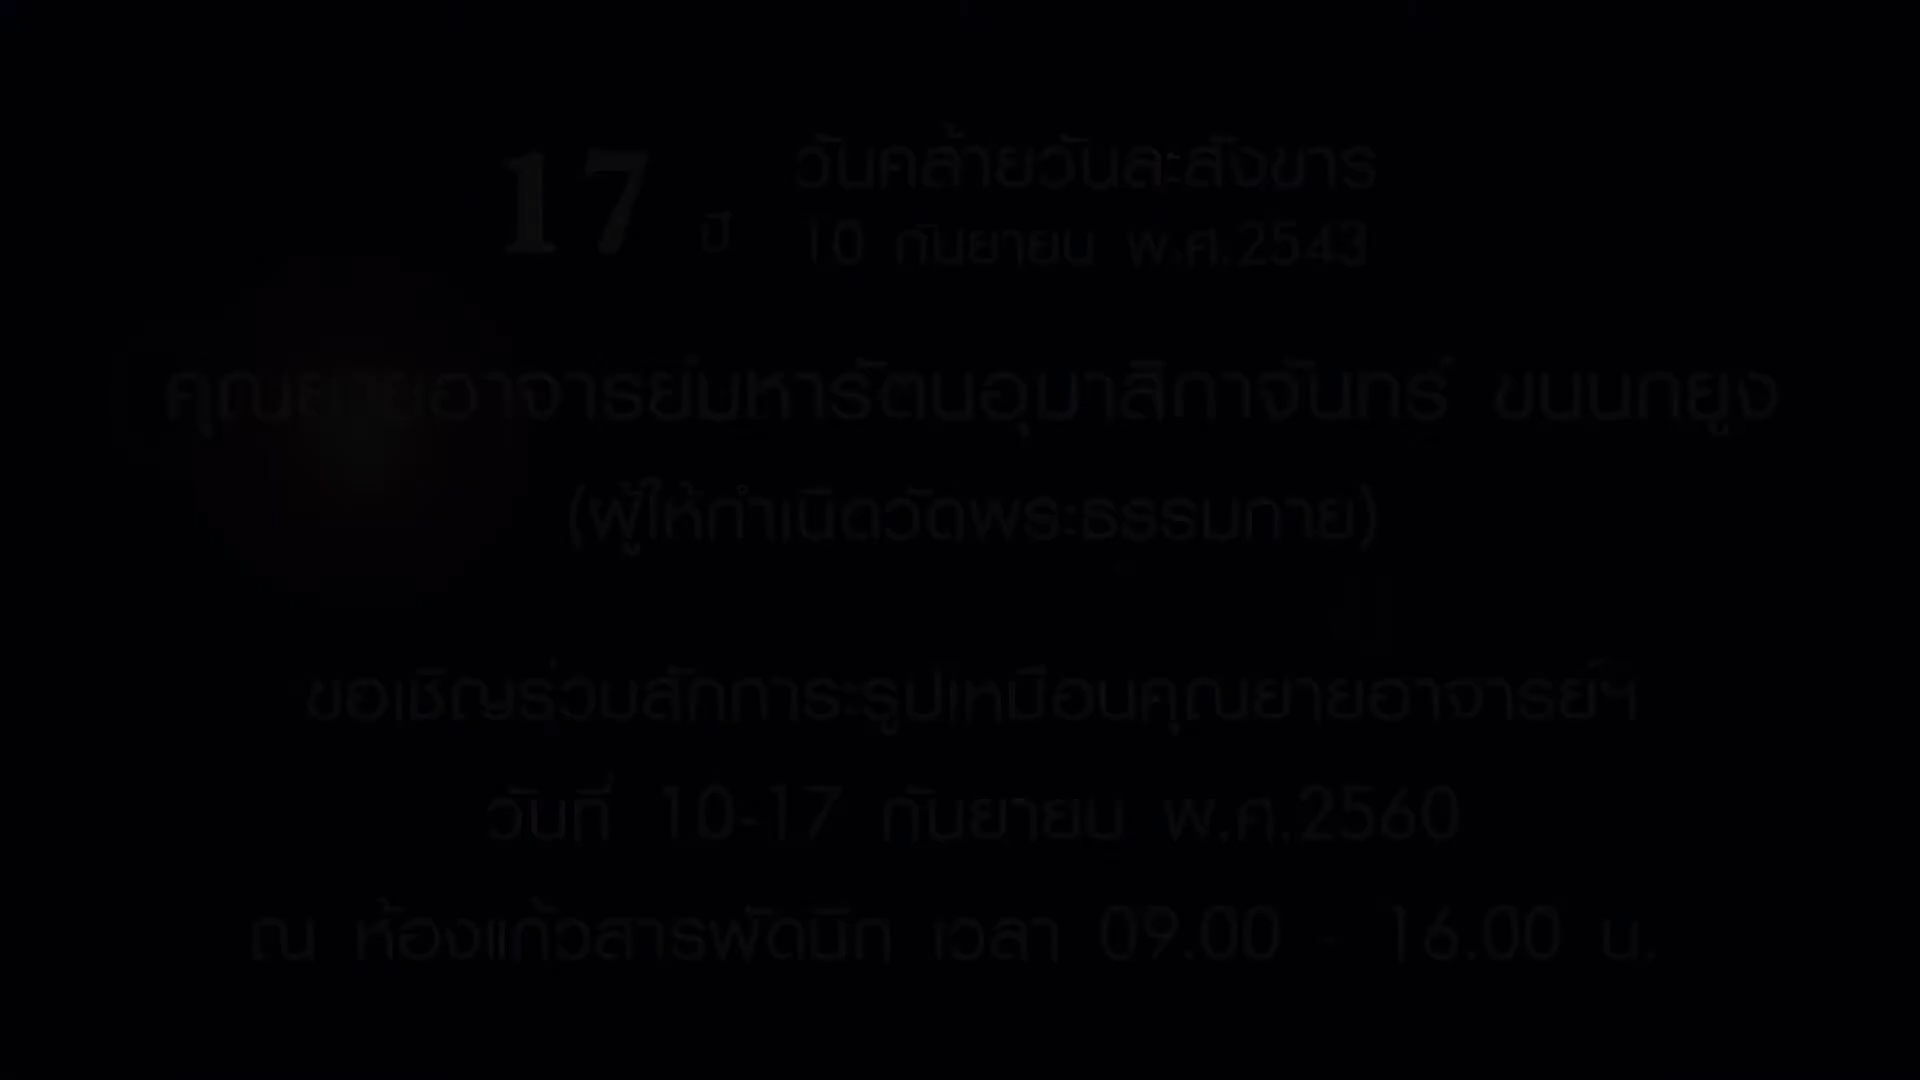 17 ปี วันคล้ายวันละสังขาร
10 กันยายน พ.ศ.2543
คุณยายอาจารย์มหารัตนอุบาสิกาจันทร์ ขนนกยูง
(ผู้ให้กำเนิดวัดพระธรรมกาย)
ขอเชิญร่วมสักการะรูปเหมือนคุณยายอาจารย์ฯ
วันที่ 10-17 กันยายน พ.ศ.2560
ณ ห้องแก้วสารพัดนึก เวลา 09.00 - 16.00 น.